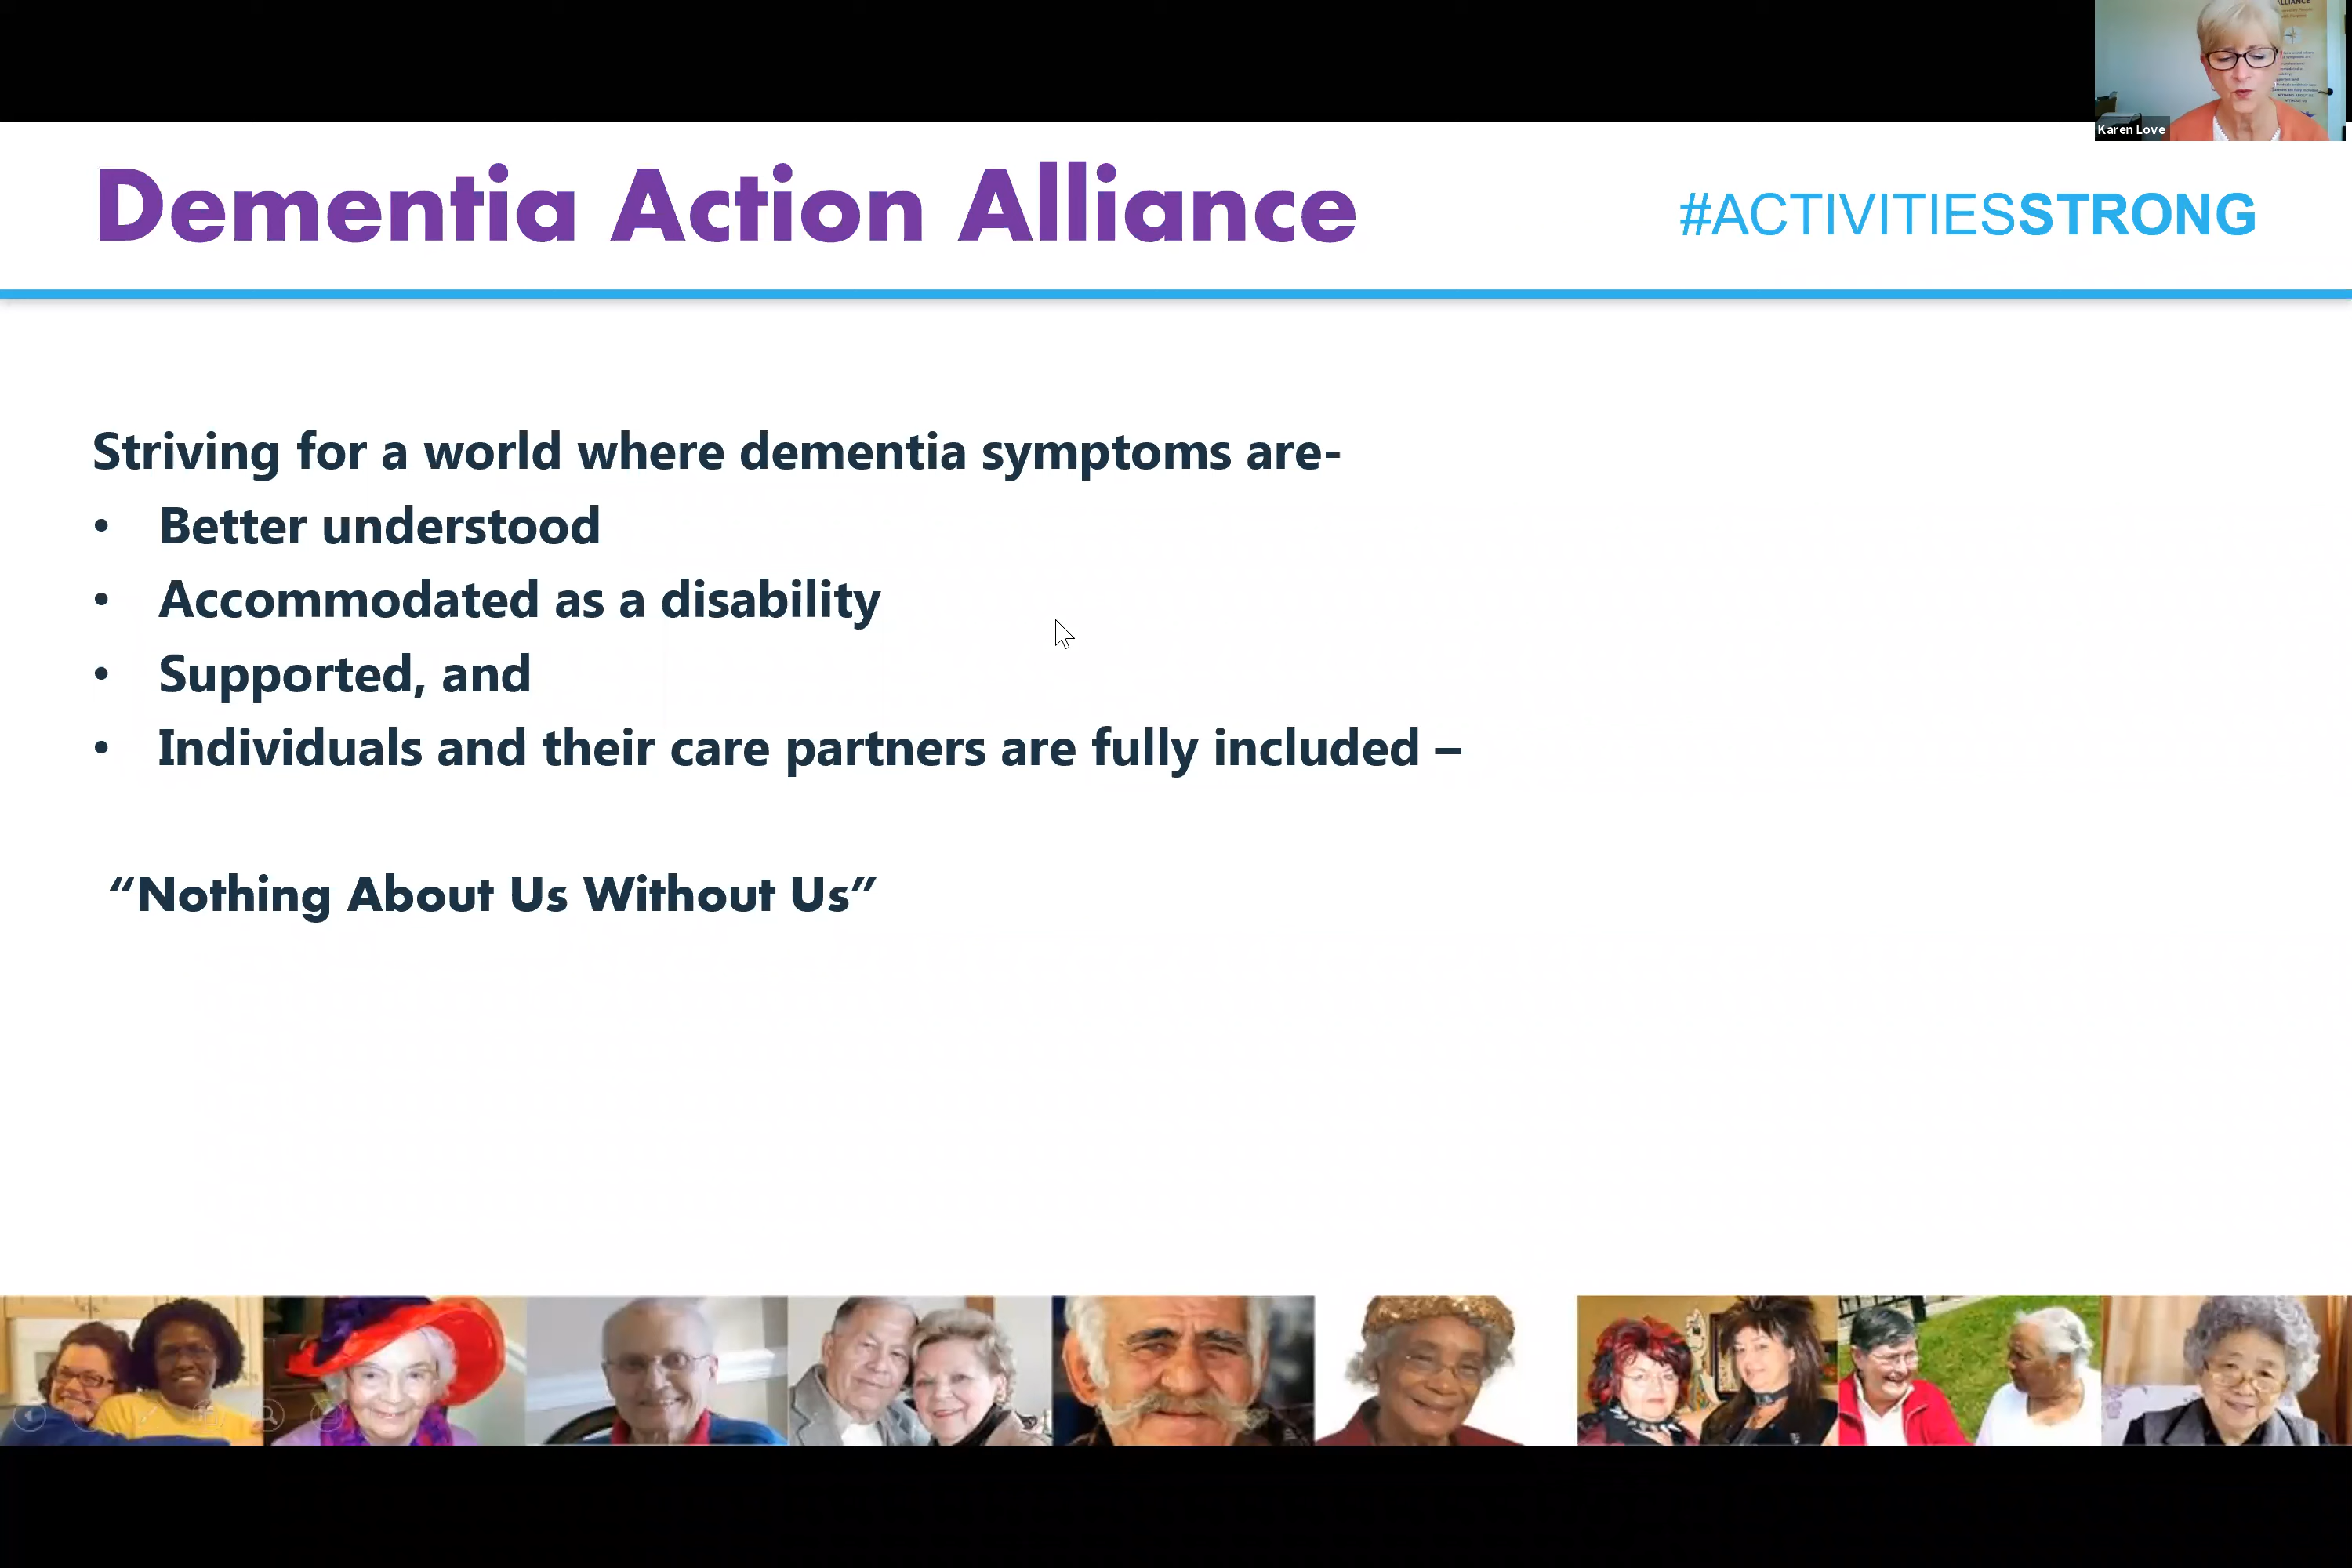 LLIANCE
Karen Love
Dementia Action Alliance
#ACTIVITIESSTRONG
Striving for a world where dementia symptoms are-
• Better understood
• Accommodated as a disability
• Supported, and
• Individuals and their care partners are fully included –
“Nothing About Us Without Us”